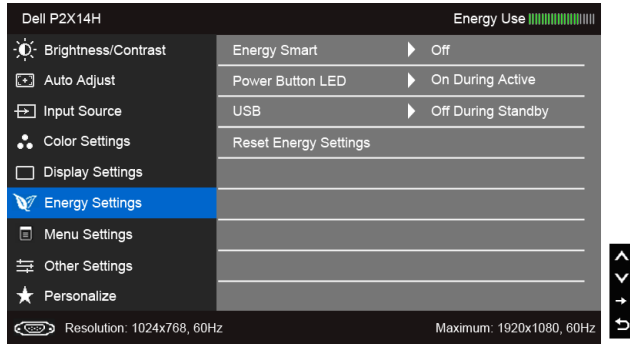 Dell P2X14H Energy Use
Brightness/Contrast Energy Smart Off
Auto Adjust Power Button LED On During Active
Input Source USB Off During Standby
Color Settings Reset Energy Settings
Display Settings
Energy Settings
Menu Settings
Other Settings
Personalize
Resolution: 1024x768, 60Hz Maximum: 1920x1080, 60Hz